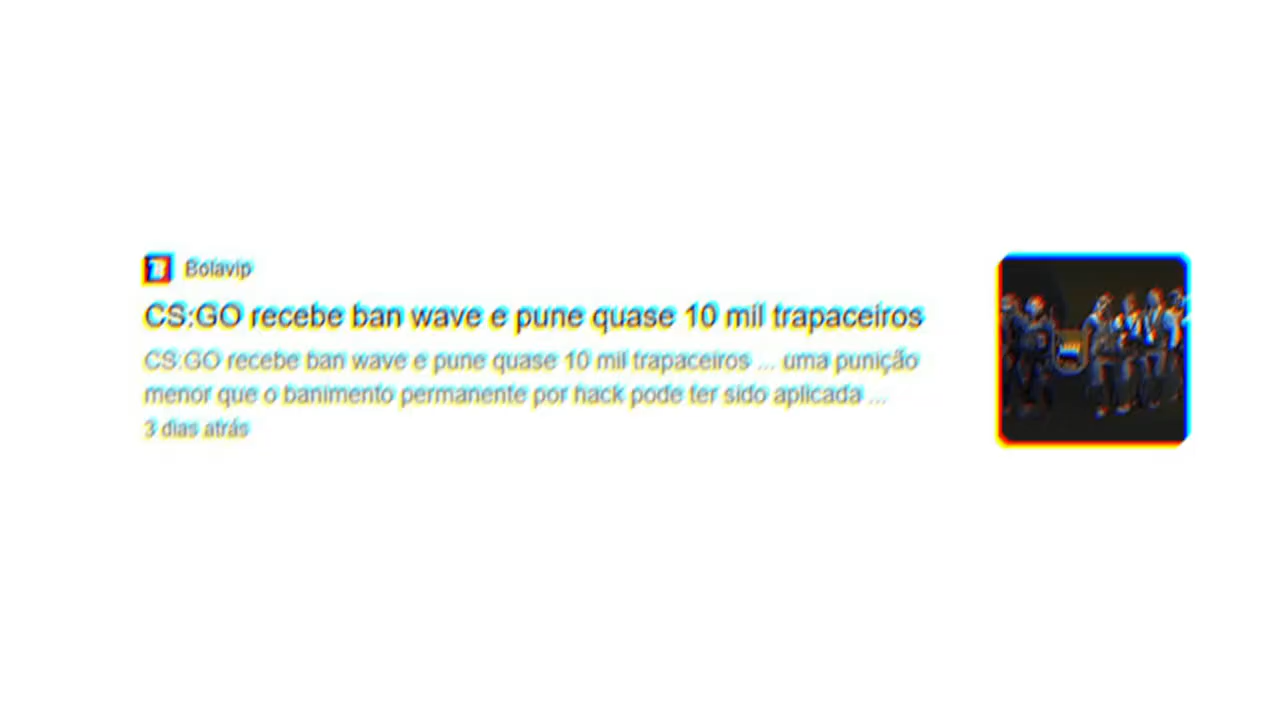 Bolavip
CS:GO recebe ban wave e pune quase 10 mil trapaceiros
CS:GO recebe ban wave e pune quase 10 mil trapaceiros ... uma punição
menor que o banimento permanente por hack pode ter sido aplicada ...
3 dias atrás